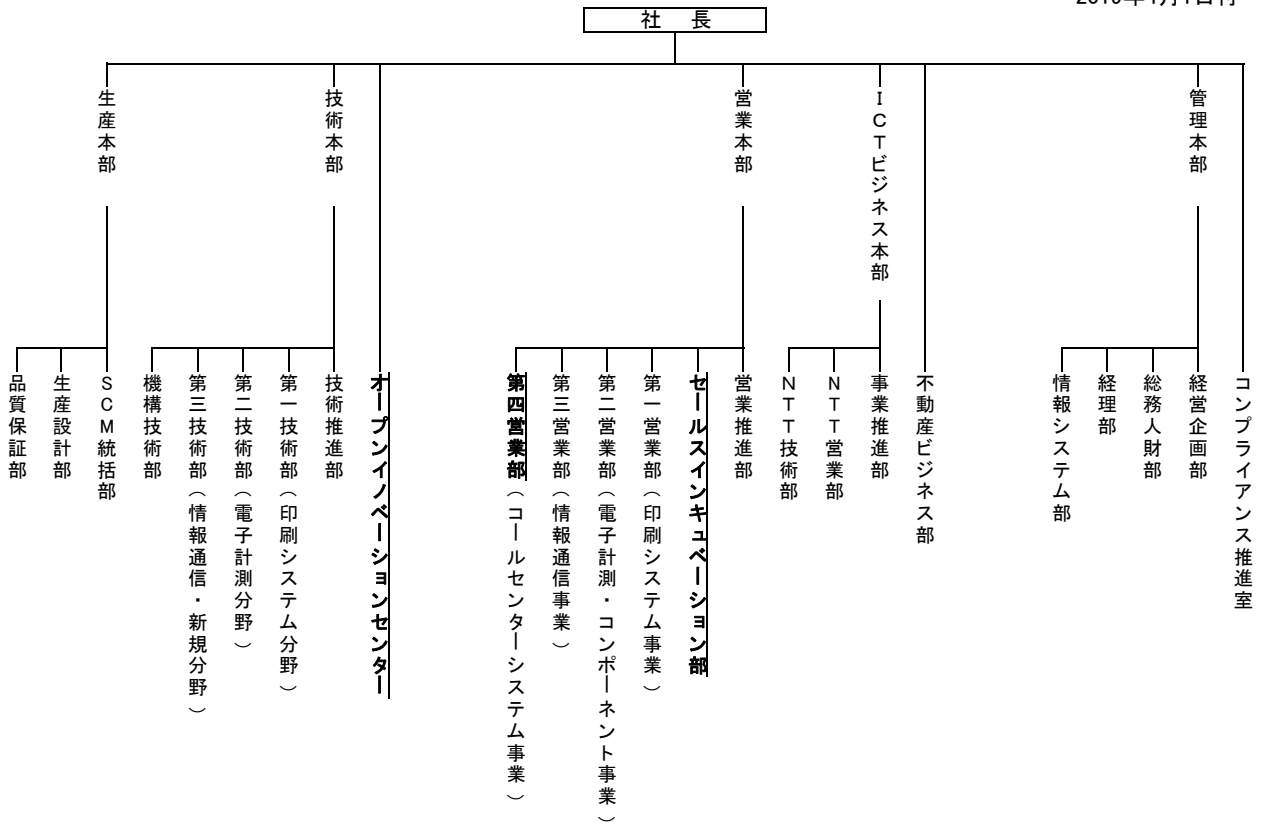 社　長
コンプライアンス推進室
管理本部
経営企画部
総務人財部
経理部
情報システム部
不動産ビジネス部
ICTビジネス本部
事業推進部
NTT営業部
NTT技術部
営業本部
営業推進部
セールスインキュベーション部
第一営業部（印刷システム事業）
第二営業部（電子計測・コンポーネント事業）
第三営業部（情報通信事業）
第四営業部（コールセンターシステム事業）
オープンイノベーションセンター
技術本部
技術推進部
第一技術部（印刷システム分野）
第二技術部（電子計測分野）
第三技術部（情報通信・新規分野）
機構技術部
生産本部
SCM統括部
生産設計部
品質保証部